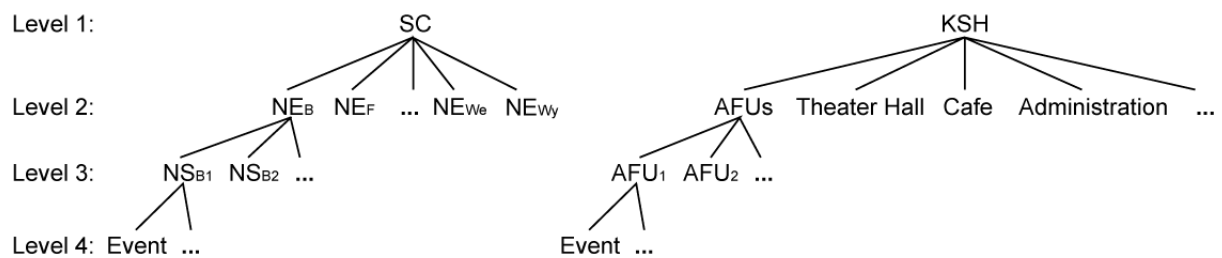 Level 1: SC KSH
Level 2: NEB NEF ... NEWe NEWy AFUs Theater Hall Cafe Administration ...
Level 3: NSB1 NSB2 ... AFU1 AFU2 ...
Level 4: Event ... Event ...